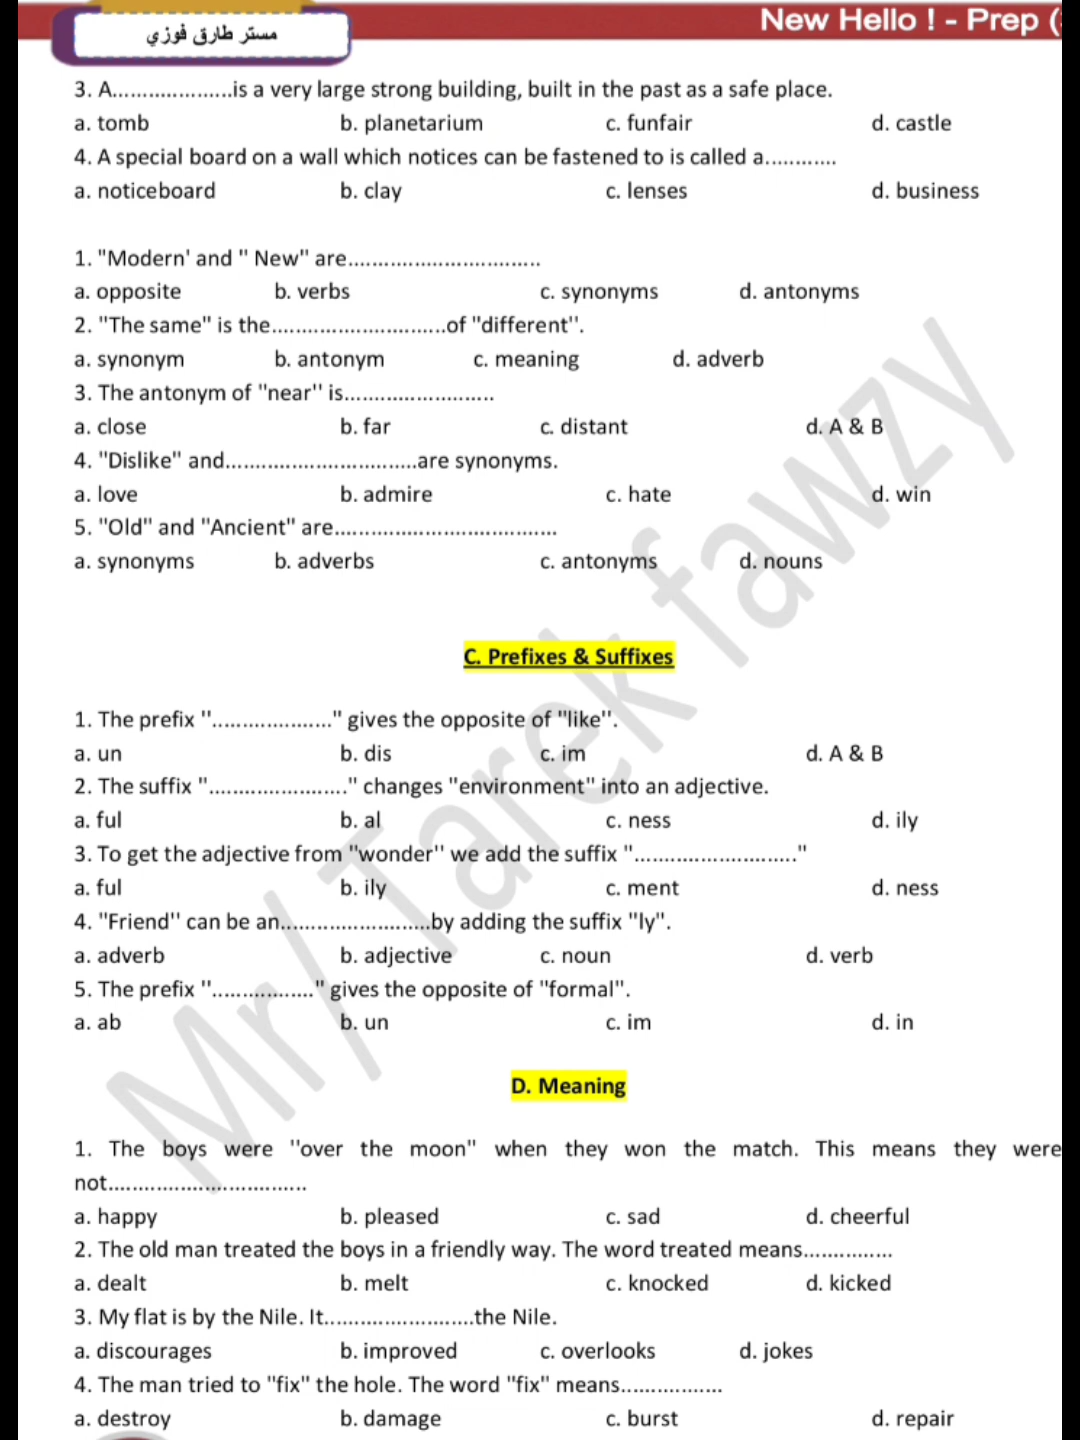 مستر طارق فوزي
New Hello ! - Prep (
3. A....................is a very large strong building, built in the past as a safe place.
a. tomb b. planetarium c. funfair d. castle
4. A special board on a wall which notices can be fastened to is called a............
a. noticeboard b. clay c. lenses d. business
1. "Modern' and " New" are................................
a. opposite b. verbs c. synonyms d. antonyms
2. "The same" is the.............................of "different".
a. synonym b. antonym c. meaning d. adverb
3. The antonym of "near" is.........................
a. close b. far c. distant d. A & B
4. "Dislike" and................................are synonyms.
a. love b. admire c. hate d. win
5. "Old" and "Ancient" are.....................................
a. synonyms b. adverbs c. antonyms d. nouns
C. Prefixes & Suffixes
1. The prefix "...................." gives the opposite of "like".
a. un b. dis c. im d. A & B
2. The suffix "......................." changes "environment" into an adjective.
a. ful b. al c. ness d. ily
3. To get the adjective from "wonder" we add the suffix "..........................."
a. ful b. ily c. ment d. ness
4. "Friend" can be an.........................by adding the suffix "ly".
a. adverb b. adjective c. noun d. verb
5. The prefix "................." gives the opposite of "formal".
a. ab b. un c. im d. in
D. Meaning
1. The boys were "over the moon" when they won the match. This means they were
not.................................
a. happy b. pleased c. sad d. cheerful
2. The old man treated the boys in a friendly way. The word treated means...............
a. dealt b. melt c. knocked d. kicked
3. My flat is by the Nile. It.........................the Nile.
a. discourages b. improved c. overlooks d. jokes
4. The man tried to "fix" the hole. The word "fix" means.................
a. destroy b. damage c. burst d. repair
Mr/ Tarek fawzy